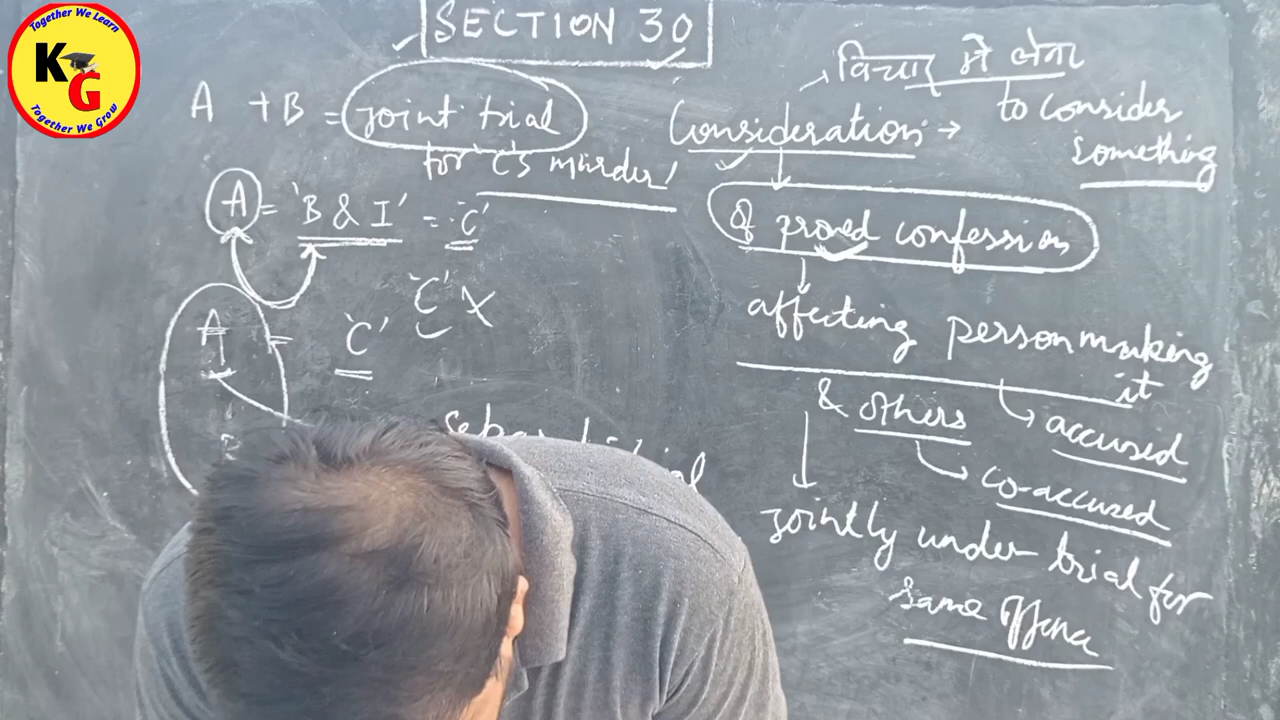 Together We Learn
KG
Together We Grow
SECTION 30
A + B = joint trial
for 'C's murder'
A = 'B & I' = 'C'
'C' X
A = 'C'
विचार में लेना
Consideration → to consider
something
of proved confession
affecting person making
it
& others
accused
co-accused
jointly under trial for
same offence